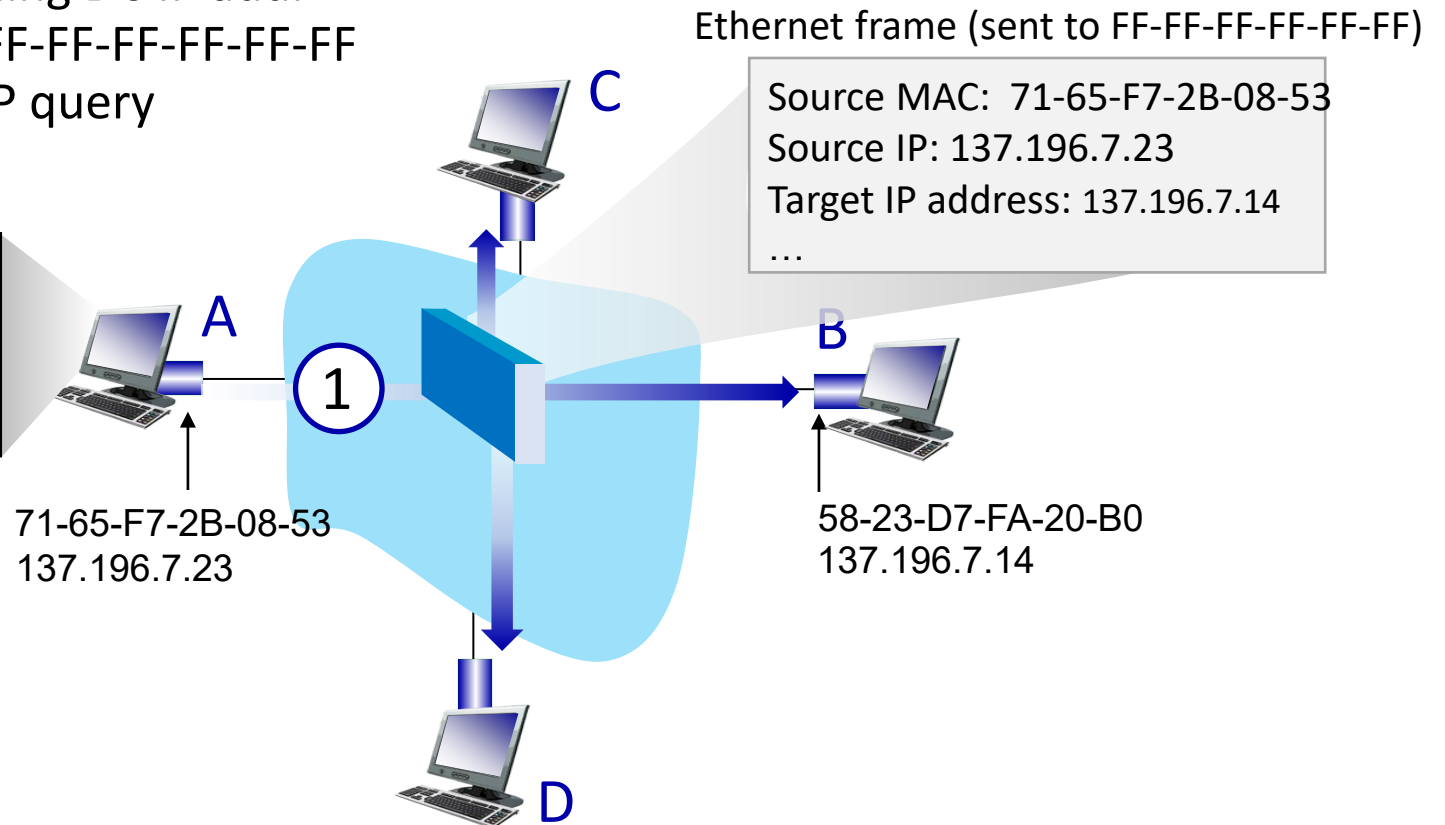 FF-FF-FF-FF-FF-FF
query
Ethernet frame (sent to FF-FF-FF-FF-FF-FF)
Source MAC: 71-65-F7-2B-08-53
Source IP: 137.196.7.23
Target IP address: 137.196.7.14
…
C
A
B
1
71-65-F7-2B-08-53
137.196.7.23
58-23-D7-FA-20-B0
137.196.7.14
D